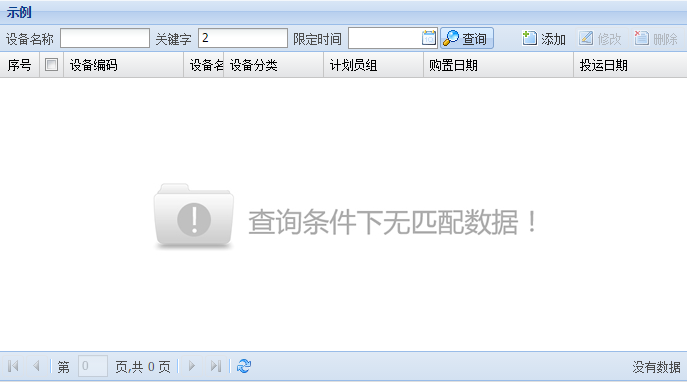 示例
设备名称 关键字 2 限定时间 查询 添加 修改 删除
序号 设备编码 设备名 设备分类 计划员组 购置日期 投运日期
查询条件下无匹配数据！
第 0 页,共 0 页 没有数据